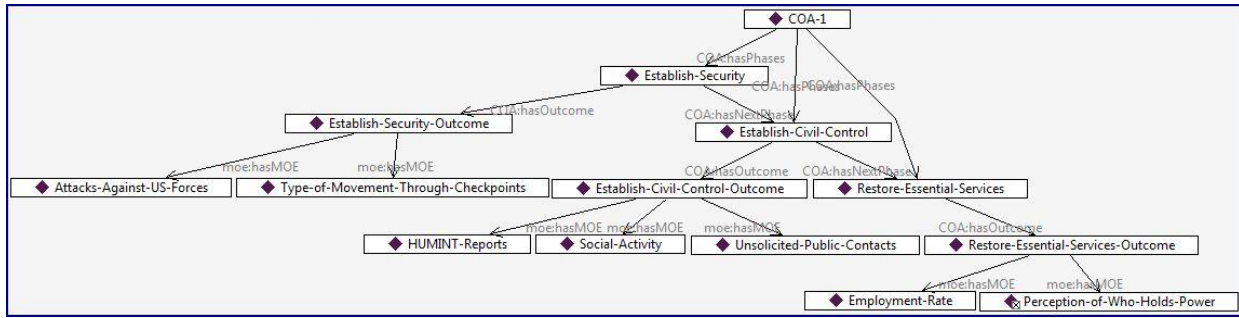 COA-1
COA:hasPhases
Establish-Security
COA:hasPhases
COA:hasPhases
COA:hasOutcome
COA:hasNextPhase
Establish-Security-Outcome
Establish-Civil-Control
moe:hasMOE
moe:hasMOE
COA:hasOutcome
COA:hasNextPhase
Attacks-Against-US-Forces
Type-of-Movement-Through-Checkpoints
Establish-Civil-Control-Outcome
Restore-Essential-Services
moe:hasMOE
moe:hasMOE
moe:hasMOE
COA:hasOutcome
HUMINT-Reports
Social-Activity
Unsolicited-Public-Contacts
Restore-Essential-Services-Outcome
moe:hasMOE
moe:hasMOE
Employment-Rate
Perception-of-Who-Holds-Power